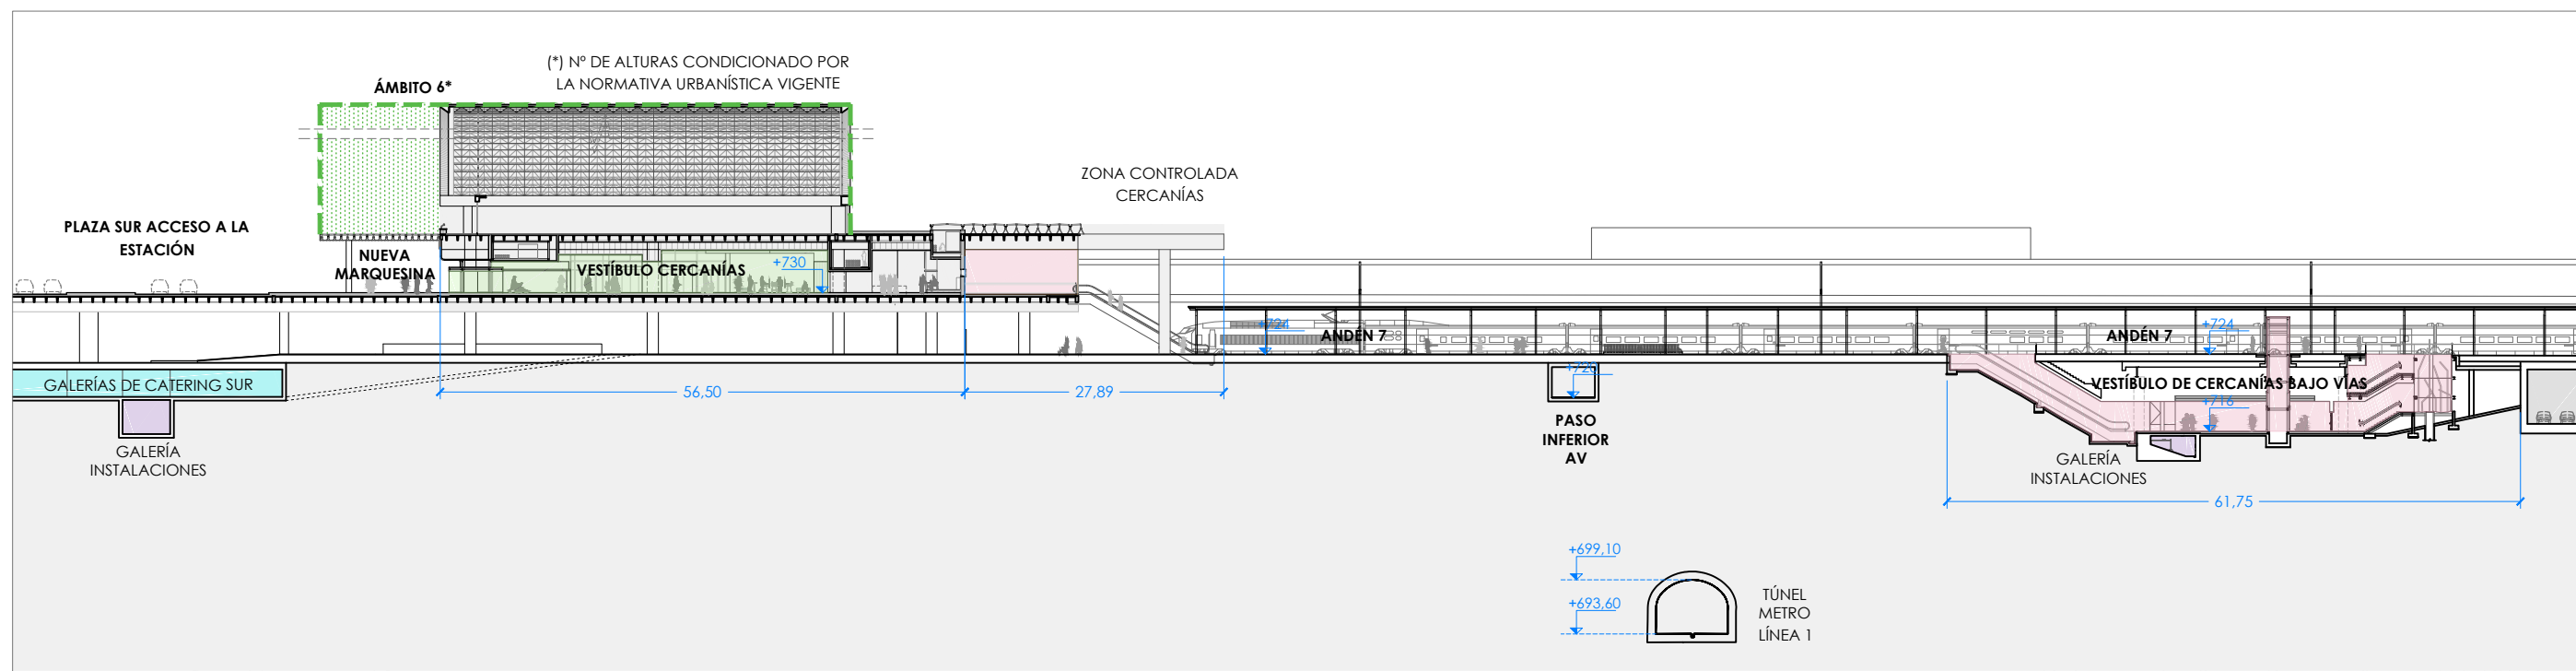 (*) Nº DE ALTURAS CONDICIONADO POR
LA NORMATIVA URBANÍSTICA VIGENTE
ÁMBITO 6*
ZONA CONTROLADA
CERCANÍAS
PLAZA SUR ACCESO A LA
ESTACIÓN
NUEVA
MARQUESINA
VESTÍBULO CERCANÍAS
+730
+724
ANDÉN 7
ANDÉN 7
+724
GALERÍAS DE CATERING SUR
56,50
27,89
+720
VESTÍBULO DE CERCANÍAS BAJO VÍAS
+716
PASO
INFERIOR
AV
GALERÍA
INSTALACIONES
GALERÍA
INSTALACIONES
61,75
+699,10
+693,60
TÚNEL
METRO
LÍNEA 1